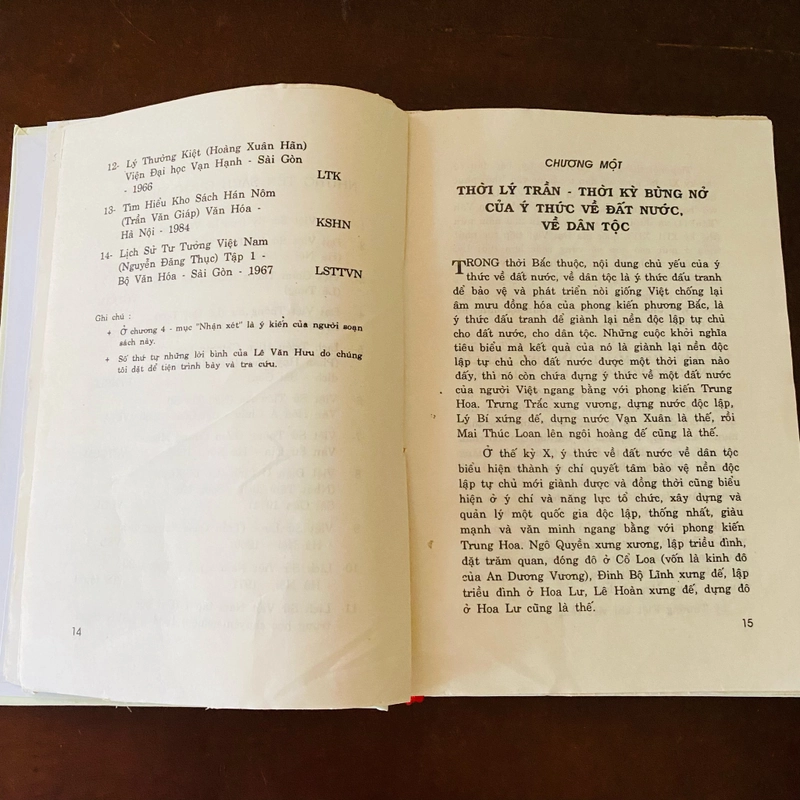 12- Lý Thường Kiệt (Hoàng Xuân Hãn)
Viện Đại học Vạn Hạnh - Sài Gòn
- 1966 LTK
13- Tìm Hiểu Kho Sách Hán Nôm
(Trần Văn Giáp) Văn Hóa -
Hà Nội - 1984 KSHN
14- Lịch Sử Tư Tưởng Việt Nam
(Nguyễn Đăng Thục) Tập 1 -
Bộ Văn Hóa - Sài Gòn - 1967 LSTTVN
Ghi chú :
+ Ở chương 4 - mục "Nhận xét" là ý kiến của người soạn
sách này.
+ Số thứ tự những lời bình của Lê Văn Hưu do chúng
tôi đặt để tiện trình bày và tra cứu.
14
CHƯƠNG MỘT
THỜI LÝ TRẦN - THỜI KỲ BỪNG NỞ
CỦA Ý THỨC VỀ ĐẤT NƯỚC,
VỀ DÂN TỘC
TRONG thời Bắc thuộc, nội dung chủ yếu của ý
thức về đất nước, về dân tộc là ý thức đấu tranh
để bảo vệ và phát triển nòi giống Việt chống lại
âm mưu đồng hóa của phong kiến phương Bắc, là
ý thức đấu tranh để giành lại nền độc lập tự chủ
cho đất nước, cho dân tộc. Những cuộc khởi nghĩa
tiêu biểu mà kết quả của nó là giành lại nền độc
lập tự chủ cho đất nước được một thời gian nào
đấy, thì nó còn chứa đựng ý thức về một đất nước
của người Việt ngang bằng với phong kiến Trung
Hoa. Trưng Trắc xưng vương, dựng nước độc lập,
Lý Bí xứng đế, dựng nước Vạn Xuân là thế, rồi
Mai Thúc Loan lên ngôi hoàng đế cũng là thế.
Ở thế kỷ X, ý thức về đất nước về dân tộc
biểu hiện thành ý chí quyết tâm bảo vệ nền độc
lập tự chủ mới giành được và đồng thời cũng biểu
hiện ở ý chí và năng lực tổ chức, xây dựng và
quản lý một quốc gia độc lập, thống nhất, giàu
mạnh và văn minh ngang bằng với phong kiến
Trung Hoa. Ngô Quyền xưng xương, lập triều đình,
đặt trăm quan, đóng đô ở Cổ Loa (vốn là kinh đô
của An Dương Vương), Đinh Bộ Lĩnh xưng đế, lập
triều đình ở Hoa Lư, Lê Hoàn xưng đế, dựng đô
ở Hoa Lư cũng là thế.
15